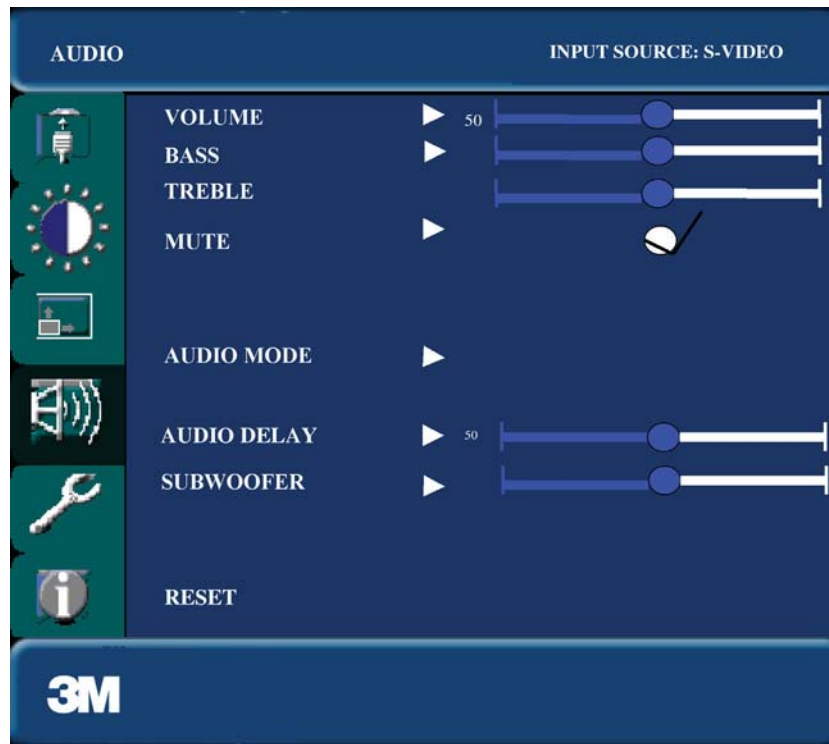 AUDIO INPUT SOURCE: S-VIDEO
VOLUME 50
BASS
TREBLE
MUTE
AUDIO MODE
AUDIO DELAY 50
SUBWOOFER
RESET
3M